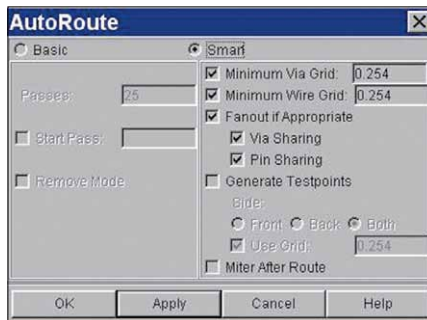 AutoRoute
Basic
Smart
Passes: 25
Start Pass:
Remove Mode
Minimum Via Grid: 0.254
Minimum Wire Grid: 0.254
Fanout if Appropriate
Via Sharing
Pin Sharing
Generate Testpoints
Side:
Front Back Both
Use Grid: 0.254
Miter After Route
OK Apply Cancel Help